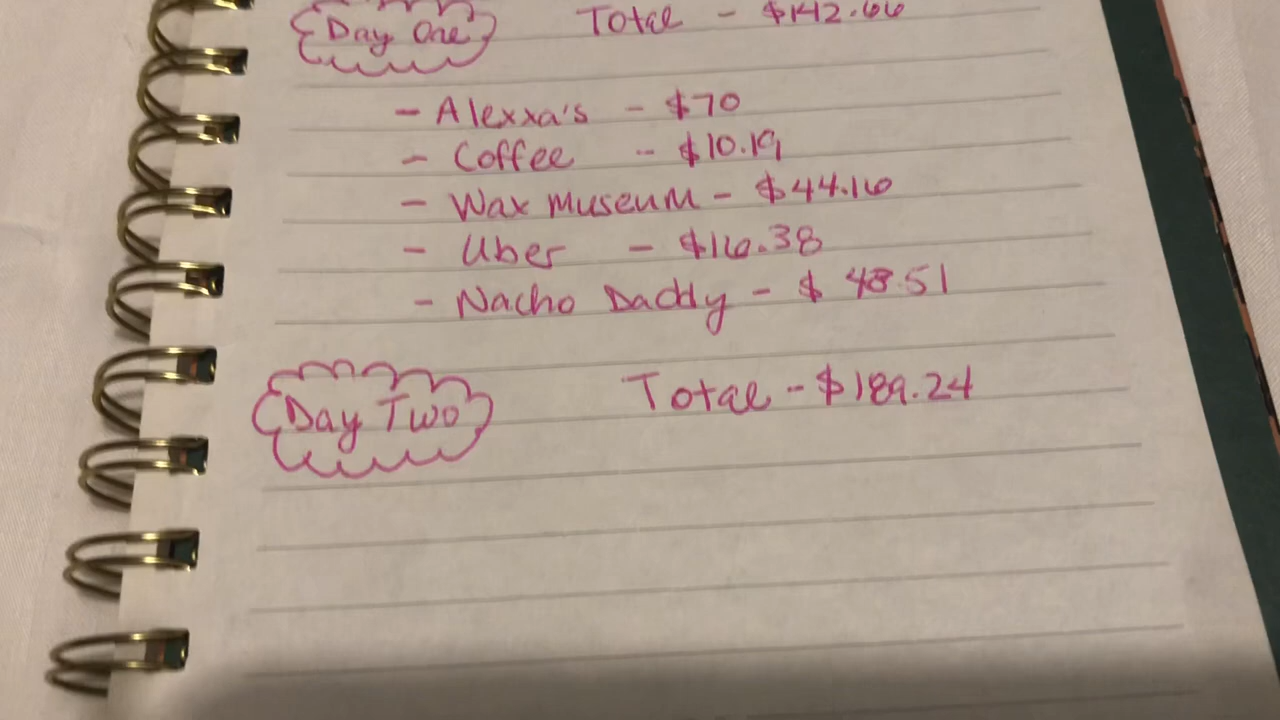 Day One Total - $142.66
- Alexxa's - $70
- Coffee - $10.19
- Wax Museum - $44.16
- Uber - $16.38
- Nacho Daddy - $ 48.51
Day Two Total - $189.24